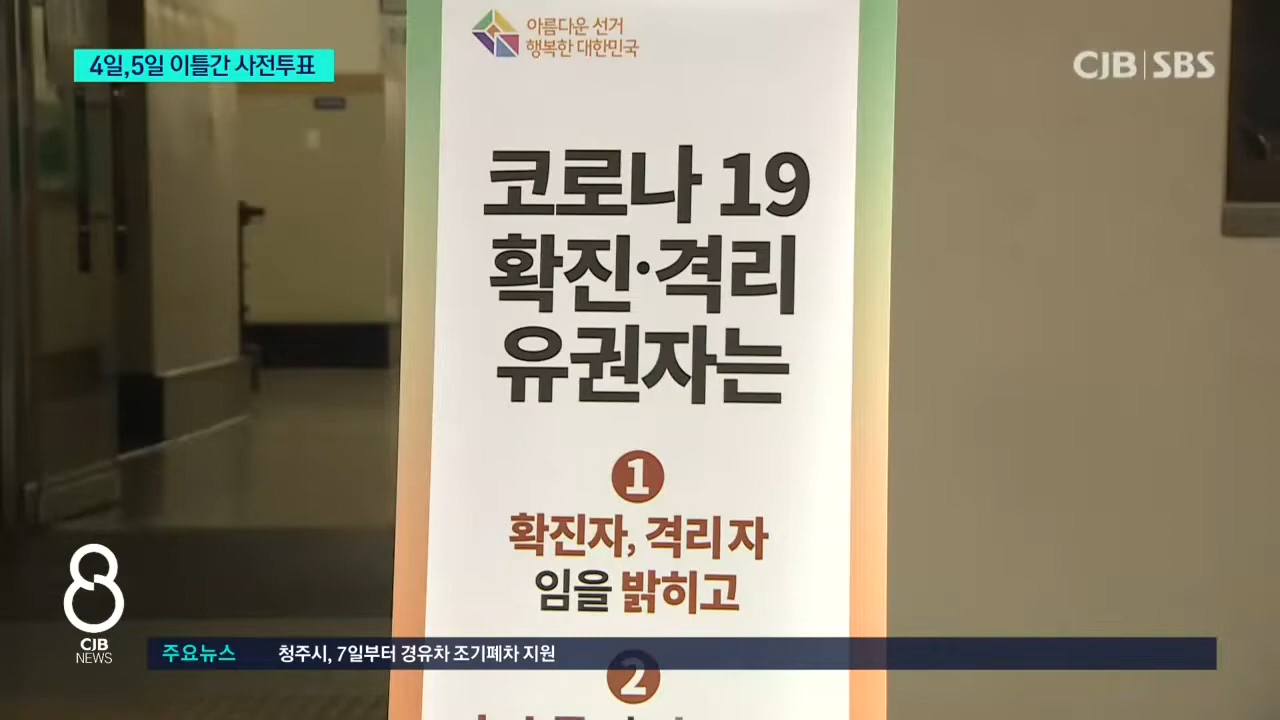 4일,5일 이틀간 사전투표
아름다운 선거
행복한 대한민국
CJB SBS
코로나 19
확진·격리
유권자는
1
확진자, 격리자
임을 밝히고
2
8
CJB
NEWS
주요뉴스 청주시, 7일부터 경유차 조기폐차 지원